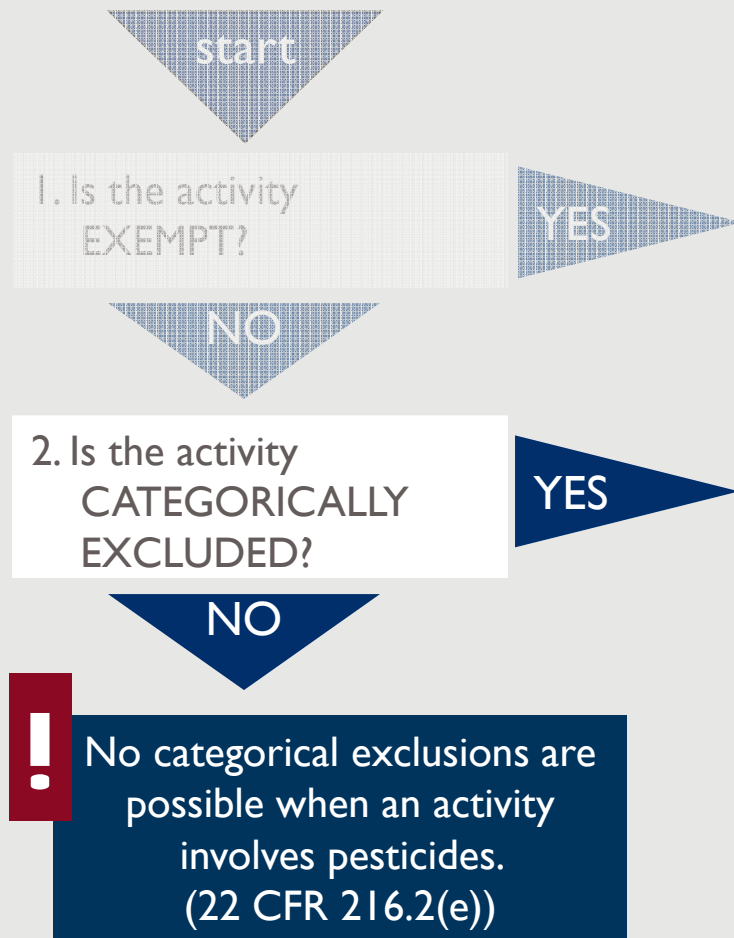 start
1. Is the activity
EXEMPT?
YES
NO
2. Is the activity
CATEGORICALLY
EXCLUDED?
YES
NO
!
No categorical exclusions are
possible when an activity
involves pesticides.
(22 CFR 216.2(e))